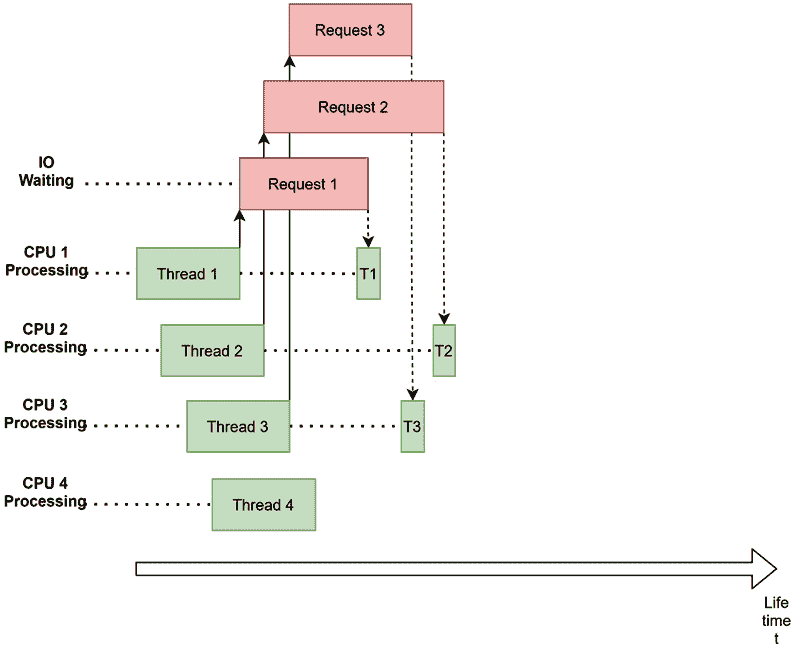 Request 3
Request 2
IO
Waiting
Request 1
CPU 1
Processing
Thread 1
T1
CPU 2
Processing
Thread 2
T2
CPU 3
Processing
Thread 3
T3
CPU 4
Processing
Thread 4
Life
time
t